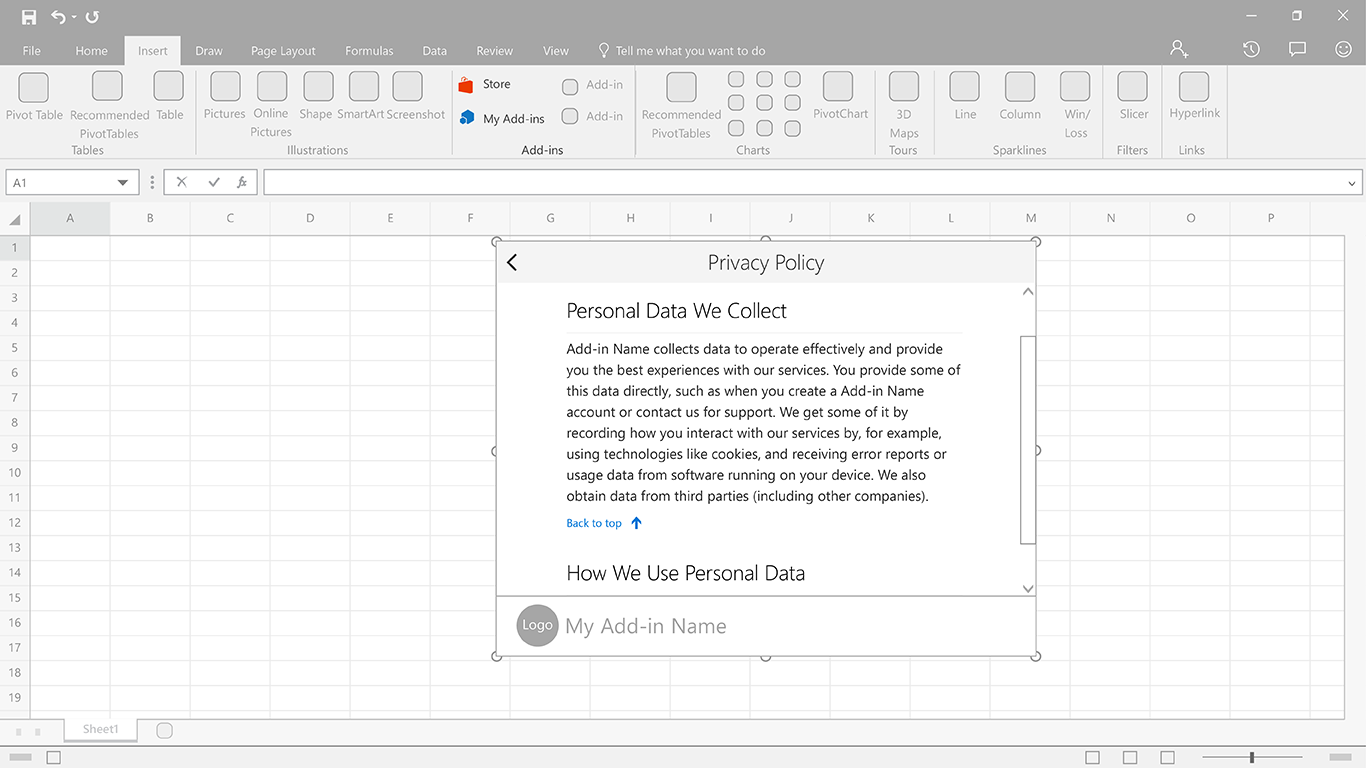 File Home Insert Draw Page Layout Formulas Data Review View Tell me what you want to do
Store Add-in
Pivot Table Recommended Table Pictures Online Shape SmartArt Screenshot My Add-ins Add-in Recommended PivotChart 3D Line Column Win/ Slicer Hyperlink
PivotTables Pictures PivotTables Maps Loss
Tables Illustrations Add-ins Charts Tours Sparklines Filters Links
A1 fx
A B C D E F G H I J K L M N O P
1
2
3
4
5
6
7
8
9
10
11
12
13
14
15
16
17
18
19
Privacy Policy
Personal Data We Collect
Add-in Name collects data to operate effectively and provide
you the best experiences with our services. You provide some of
this data directly, such as when you create a Add-in Name
account or contact us for support. We get some of it by
recording how you interact with our services by, for example,
using technologies like cookies, and receiving error reports or
usage data from software running on your device. We also
obtain data from third parties (including other companies).
Back to top
How We Use Personal Data
Logo My Add-in Name
Sheet1